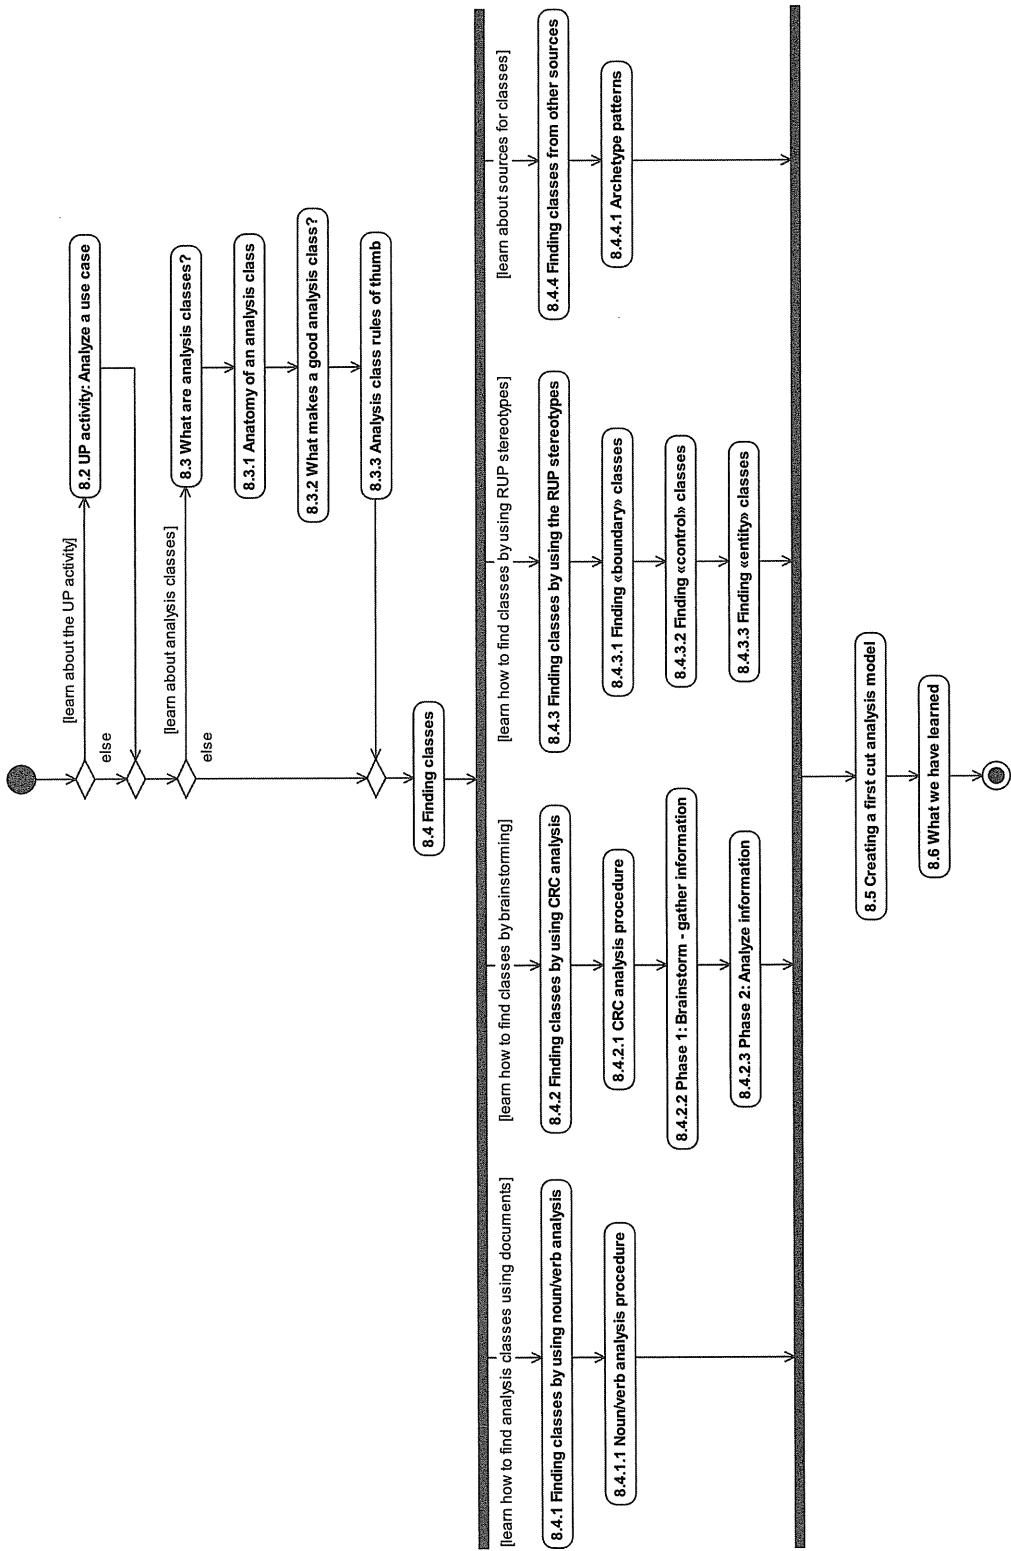 [learn about the UP activity]
8.2 UP activity: Analyze a use case
else
[learn about analysis classes]
8.3 What are analysis classes?
else
8.3.1 Anatomy of an analysis class
8.3.2 What makes a good analysis class?
8.3.3 Analysis class rules of thumb
8.4 Finding classes
[learn how to find analysis classes using documents]
8.4.1 Finding classes by using noun/verb analysis
8.4.1.1 Noun/verb analysis procedure
[learn how to find classes by brainstorming]
8.4.2 Finding classes by using CRC analysis
8.4.2.1 CRC analysis procedure
8.4.2.2 Phase 1: Brainstorm - gather information
8.4.2.3 Phase 2: Analyze information
[learn how to find classes by using RUP stereotypes]
8.4.3 Finding classes by using the RUP stereotypes
8.4.3.1 Finding «boundary» classes
8.4.3.2 Finding «control» classes
8.4.3.3 Finding «entity» classes
[learn about sources for classes]
8.4.4 Finding classes from other sources
8.4.4.1 Archetype patterns
8.5 Creating a first cut analysis model
8.6 What we have learned